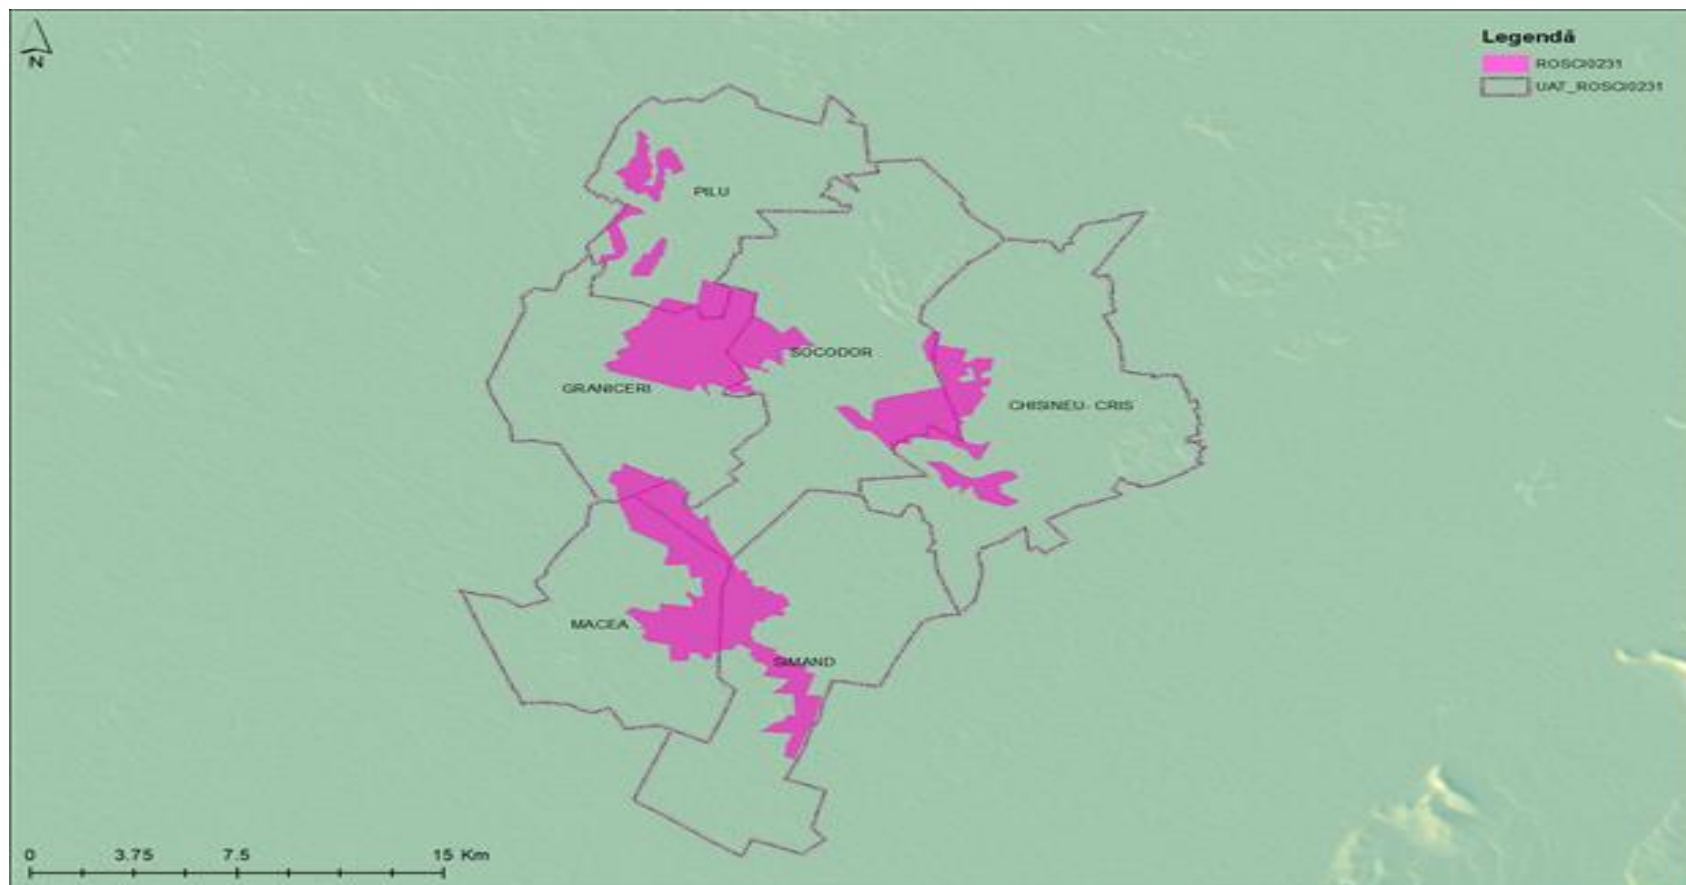 N
Legendă
ROSCI0231
UAT_ROSCI0231
PILU
SOCODOR
GRANICERI
CHISINEU- CRIS
MACEA
SIMAND
0 3.75 7.5 15 Km